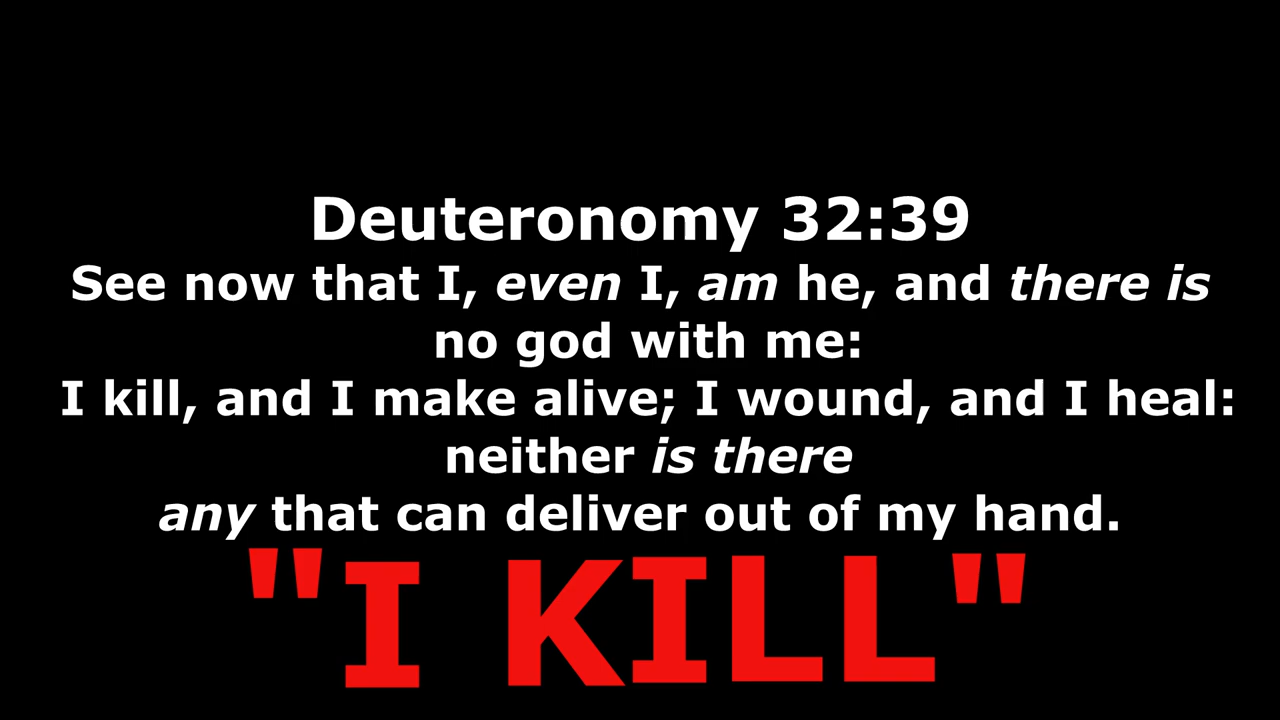 Deuteronomy 32:39
See now that I, even I, am he, and there is
no god with me:
I kill, and I make alive; I wound, and I heal:
neither is there
any that can deliver out of my hand.
"I KILL"